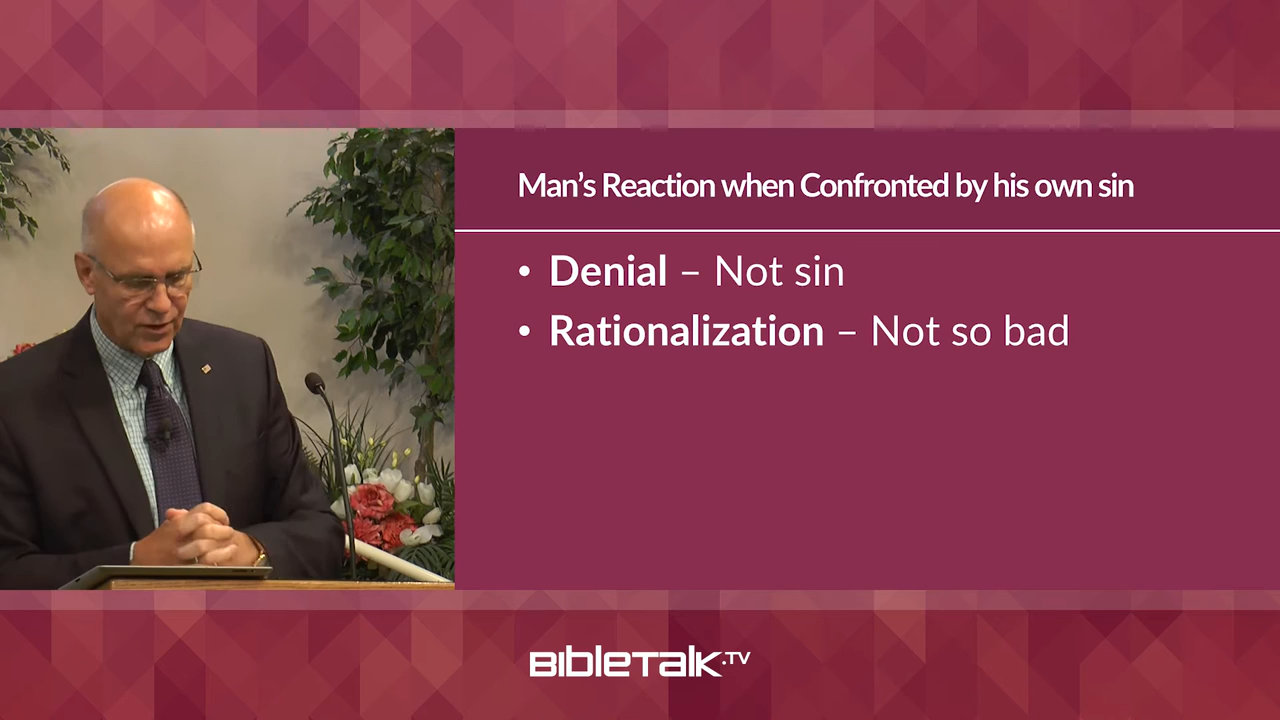 Man's Reaction when Confronted by his own sin
• Denial – Not sin
• Rationalization – Not so bad
BIBLETALK.TV